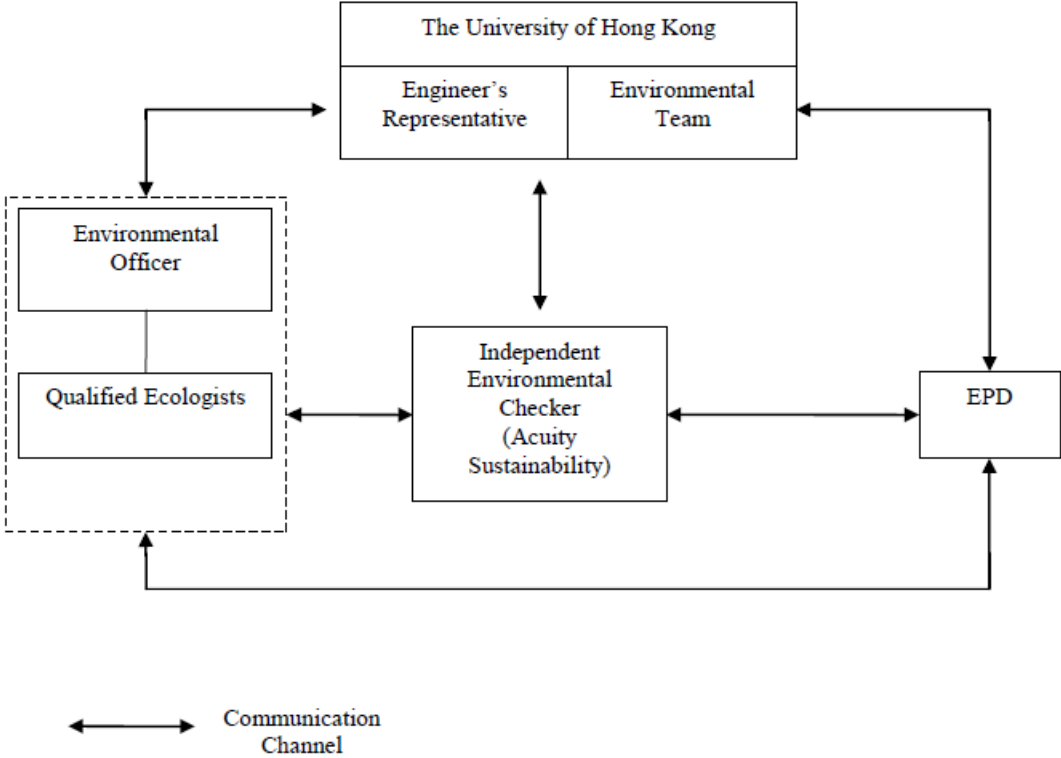 The University of Hong Kong
Engineer’s
Representative
Environmental
Team
Environmental
Officer
Qualified Ecologists
Independent
Environmental
Checker
(Acuity
Sustainability)
EPD
Communication
Channel